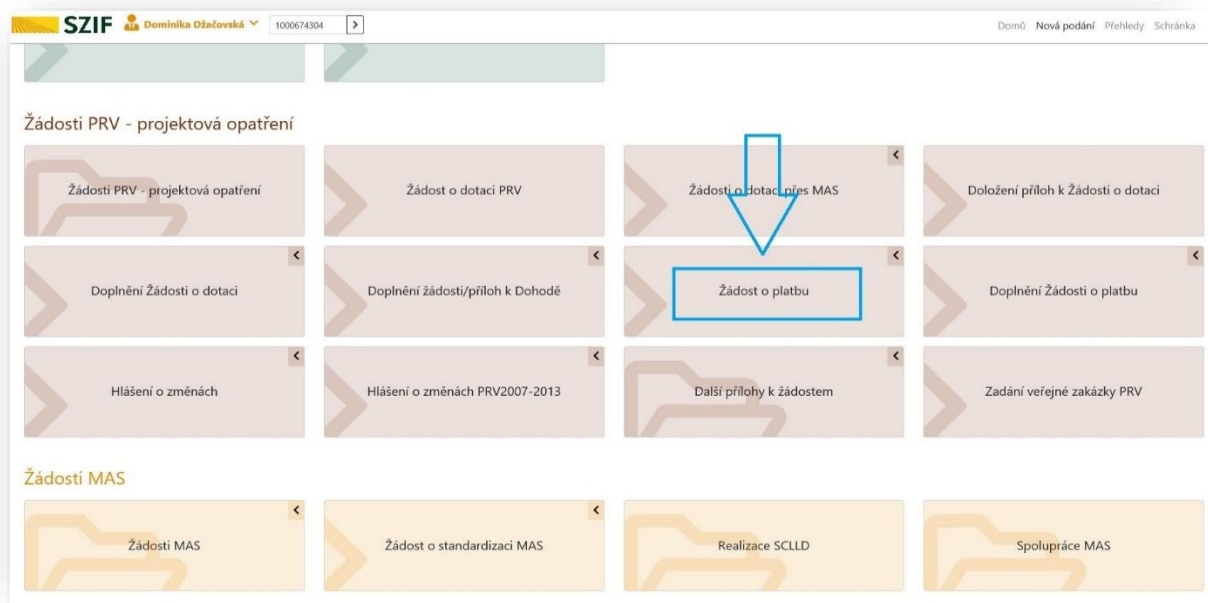 SZIF Dominika Džačovská 1000674304 Domů Nová podání Přehledy Schránka
Žádosti PRV - projektová opatření
Žádosti PRV - projektová opatření
Žádost o dotaci PRV
Žádosti o dotaci přes MAS
Doložení příloh k Žádosti o dotaci
Doplnění Žádosti o dotaci
Doplnění žádosti/příloh k Dohodě
Žádost o platbu
Doplnění Žádosti o platbu
Hlášení o změnách
Hlášení o změnách PRV2007-2013
Další přílohy k žádostem
Zadání veřejné zakázky PRV
Žádosti MAS
Žádosti MAS
Žádost o standardizaci MAS
Realizace SCLLD
Spolupráce MAS